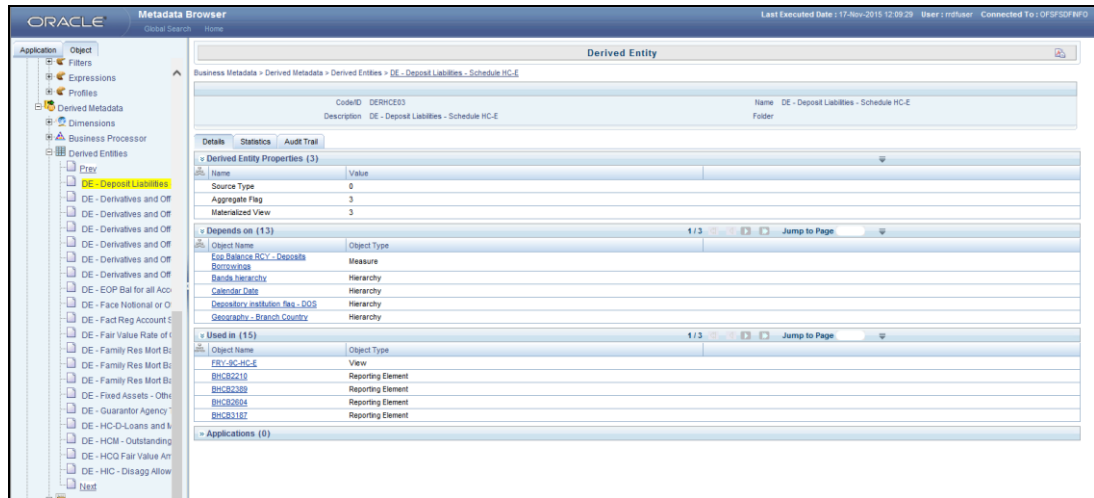 ORACLE Metadata Browser
Last Executed Date : 17-Nov-2015 12:09:29 User : rrdfuser Connected To : OFSFSDFINFO
Global Search Home
Application Object
Filters
Expressions
Profiles
Derived Metadata
Dimensions
Business Processor
Derived Entities
Prev
DE - Deposit Liabilities
DE - Derivatives and Off
DE - Derivatives and Off
DE - Derivatives and Off
DE - Derivatives and Off
DE - Derivatives and Off
DE - Derivatives and Off
DE - EOP Bal for all Acc
DE - Face Notional or O
DE - Fact Reg Account S
DE - Fair Value Rate of
DE - Family Res Mort Ba
DE - Family Res Mort Ba
DE - Family Res Mort Ba
DE - Fixed Assets - Othe
DE - Guarantor Agency
DE - HC-D-Loans and M
DE - HCM - Outstanding
DE - HCQ Fair Value Am
DE - HIC - Disagg Allow
Next
Derived Entity
Business Metadata > Derived Metadata > Derived Entities > DE - Deposit Liabilities - Schedule HC-E
Code/ID DERHCE03 Name DE - Deposit Liabilities - Schedule HC-E
Description DE - Deposit Liabilities - Schedule HC-E Folder
Details Statistics Audit Trail
Derived Entity Properties (3)
Name Value
Source Type 0
Aggregate Flag 3
Materialized View 3
Depends on (13) 1/3 Jump to Page
Object Name Object Type
Eop Balance RCY - Deposits Borrowings Measure
Bands hierarchy Hierarchy
Calendar Date Hierarchy
Depository institution flag - DOS Hierarchy
Geography - Branch Country Hierarchy
Used in (15) 1/3 Jump to Page
Object Name Object Type
FRY-9C-HC-E View
BHCB2210 Reporting Element
BHCB2389 Reporting Element
BHCB2604 Reporting Element
BHCB3187 Reporting Element
Applications (0)